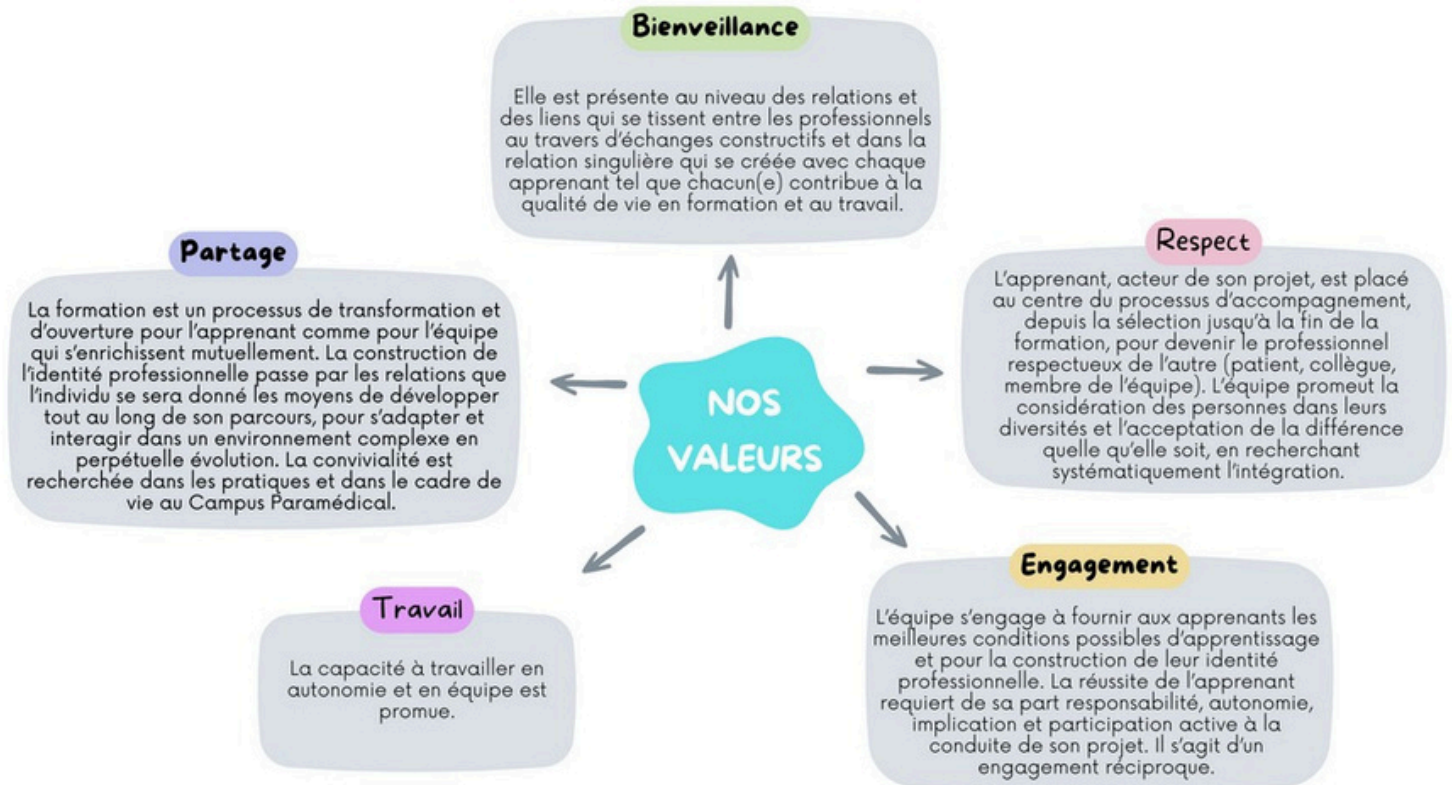 Bienveillance
Elle est présente au niveau des relations et
des liens qui se tissent entre les professionnels
au travers d'échanges constructifs et dans la
relation singulière qui se créée avec chaque
apprenant tel que chacun(e) contribue à la
qualité de vie en formation et au travail.
Partage
La formation est un processus de transformation et
d'ouverture pour l'apprenant comme pour l'équipe
qui s'enrichissent mutuellement. La construction de
l'identité professionnelle passe par les relations que
l'individu se sera donné les moyens de développer
tout au long de son parcours, pour s'adapter et
interagir dans un environnement complexe en
perpétuelle évolution. La convivialité est
recherchée dans les pratiques et dans le cadre de
vie au Campus Paramédical.
Respect
L'apprenant, acteur de son projet, est placé
au centre du processus d'accompagnement,
depuis la sélection jusqu'à la fin de la
formation, pour devenir le professionnel
respectueux de l'autre (patient, collègue,
membre de l'équipe). L'équipe promeut la
considération des personnes dans leurs
diversités et l'acceptation de la différence
quelle qu'elle soit, en recherchant
systématiquement l'intégration.
NOS
VALEURS
Travail
La capacité à travailler en
autonomie et en équipe est
promue.
Engagement
L'équipe s'engage à fournir aux apprenants les
meilleures conditions possibles d'apprentissage
et pour la construction de leur identité
professionnelle. La réussite de l'apprenant
requiert de sa part responsabilité, autonomie,
implication et participation active à la
conduite de son projet. Il s'agit d'un
engagement réciproque.